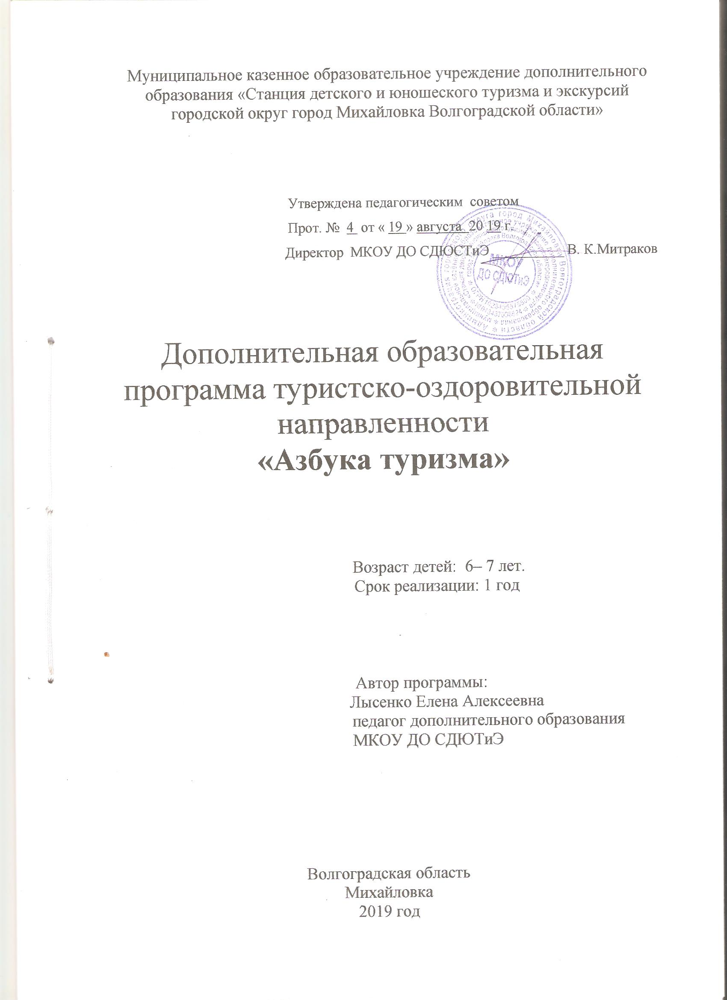 Муниципальное казенное образовательное учреждение дополнительного
образования «Станция детского и юношеского туризма и экскурсий
городской округ город Михайловка Волгоградской области»
Утверждена педагогическим советом
Прот. № 4 от « 19 » августа 20 19 г.
Директор МКОУ ДО СДЮСТиЭ__________ В. К.Митраков
МКОУ
ДО СДЮТиЭ
Дополнительная образовательная
программа туристско-оздоровительной
направленности
«Азбука туризма»
Возраст детей: 6– 7 лет.
Срок реализации: 1 год
Автор программы:
Лысенко Елена Алексеевна
педагог дополнительного образования
МКОУ ДО СДЮТиЭ
Волгоградская область
Михайловка
2019 год